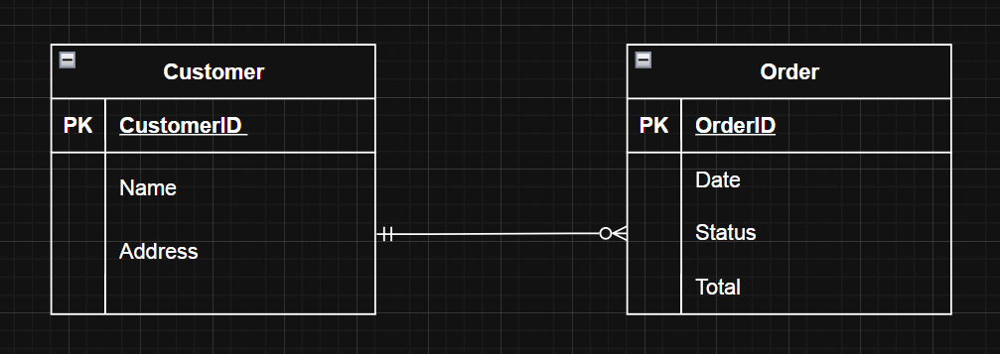 Customer
PK CustomerID
Name
Address
Order
PK OrderID
Date
Status
Total